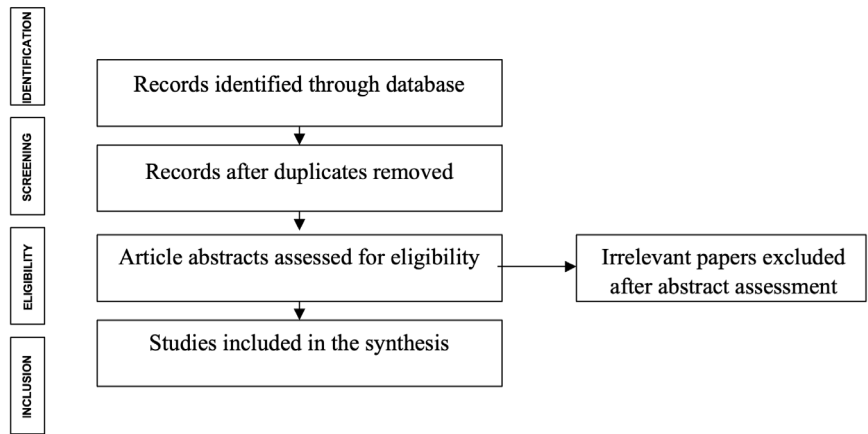 IDENTIFICATION
Records identified through database
SCREENING
Records after duplicates removed
ELIGIBILITY
Article abstracts assessed for eligibility
Irrelevant papers excluded
after abstract assessment
INCLUSION
Studies included in the synthesis